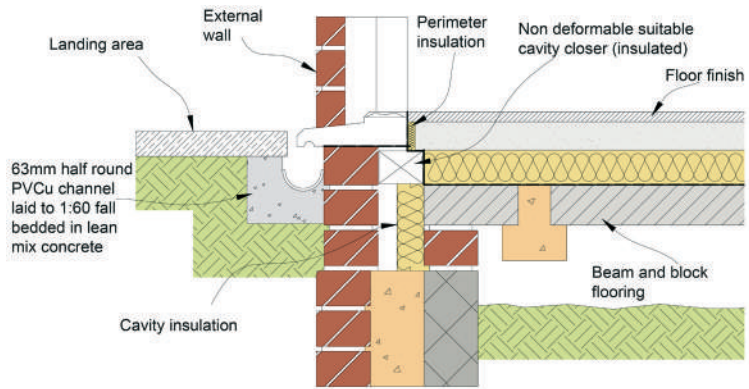 External
wall
Perimeter
insulation
Non deformable suitable
cavity closer (insulated)
Landing area
Floor finish
63mm half round
PVCu channel
laid to 1:60 fall
bedded in lean
mix concrete
Beam and block
flooring
Cavity insulation